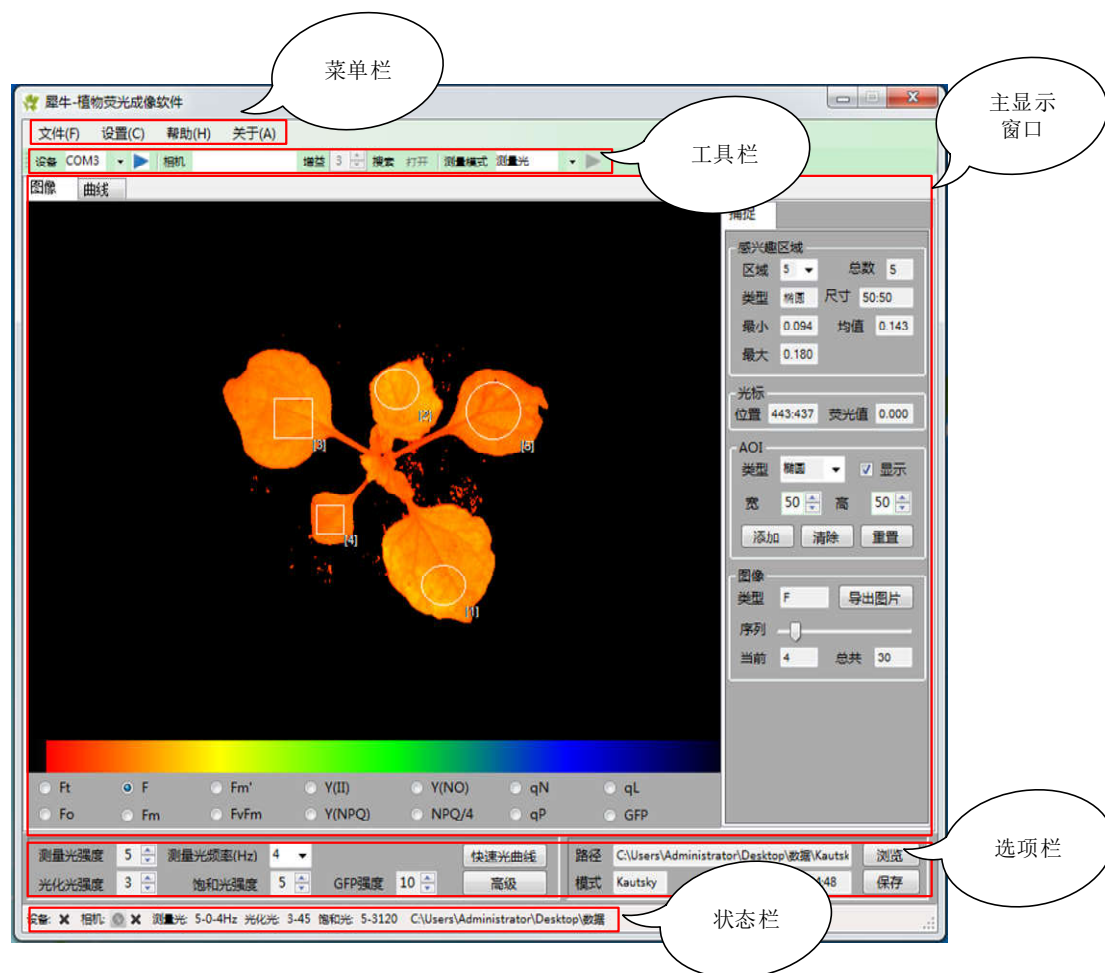 菜单栏
犀牛-植物荧光成像软件
主显示
窗口
文件(F) 设置(C) 帮助(H) 关于(A)
工具栏
设备 COM3 相机 增益 3 搜索 打开 测量模式 测量光
图像 曲线
捕捉
感兴趣区域
区域 5 总数 5
类型 椭圆 尺寸 50:50
最小 0.094 均值 0.143
最大 0.180
光标
位置 443:437 荧光值 0.000
AOI
类型 椭圆 显示
宽 50 高 50
添加 清除 重置
图像
类型 F 导出图片
序列
当前 4 总共 30
[2]
[3]
[5]
[4]
[1]
Ft F Fm' Y(II) Y(NO) qN qL
Fo Fm FvFm Y(NPQ) NPQ/4 qP GFP
测量光强度 5 测量光频率(Hz) 4 快速光曲线 路径 C:\Users\Administrator\Desktop\数据\Kautsk 浏览
选项栏
光化光强度 3 饱和光强度 5 GFP强度 10 高级 模式 Kautsky :48 保存
设备: 相机: 测量光: 5-0-4Hz 光化光: 3-45 饱和光: 5-3120 C:\Users\Administrator\Desktop\数据
状态栏